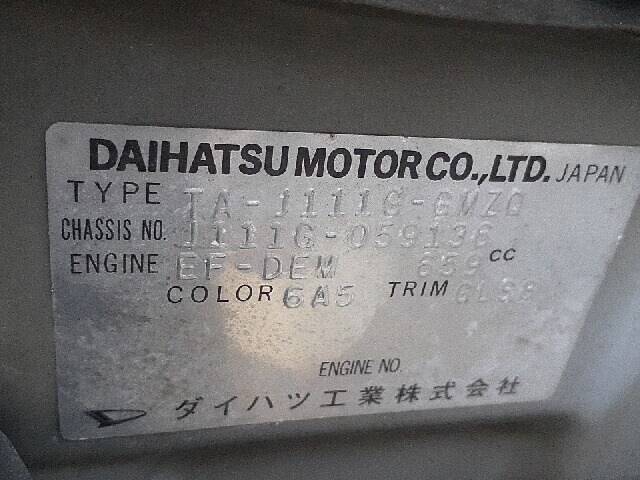 DAIHATSU MOTOR CO., LTD. JAPAN
TYPE TA-J111G-GMZQ
CHASSIS NO. J111G-059136
ENGINE EF-DEM 659 CC
COLOR 6A5 TRIM
ENGINE NO.
ダイハツ工業株式会社